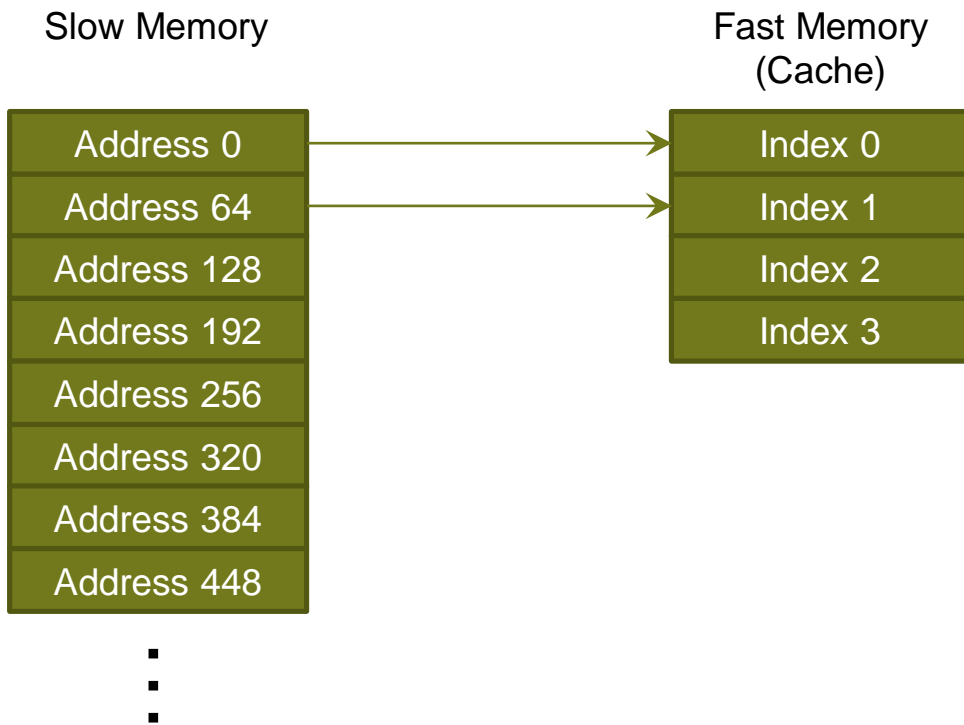 Slow Memory
Fast Memory
(Cache)
Address 0
Address 64
Address 128
Address 192
Address 256
Address 320
Address 384
Address 448
Index 0
Index 1
Index 2
Index 3